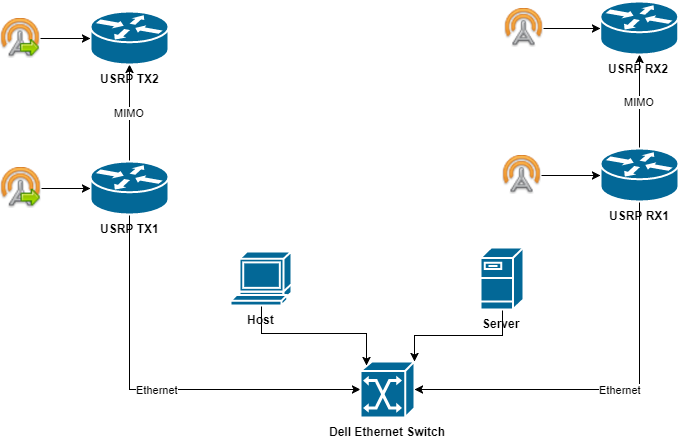 USRP TX2
USRP RX2
MIMO
MIMO
USRP TX1
USRP RX1
Host
Server
Ethernet
Ethernet
Dell Ethernet Switch